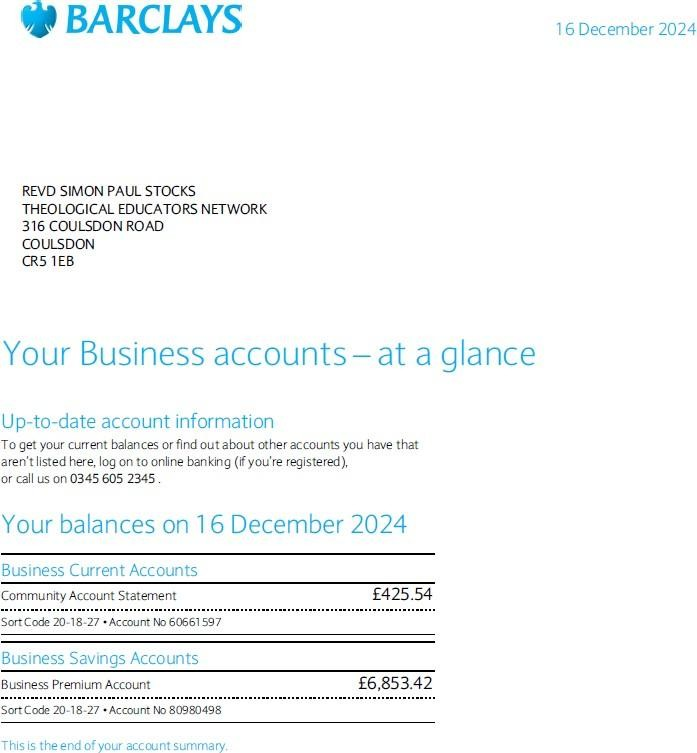 BARCLAYS
16 December 2024
REVD SIMON PAUL STOCKS
THEOLOGICAL EDUCATORS NETWORK
316 COULSDON ROAD
COULSDON
CR5 1EB
Your Business accounts – at a glance
Up-to-date account information
To get your current balances or find out about other accounts you have that
aren't listed here, log on to online banking (if you're registered),
or call us on 0345 605 2345 .
Your balances on 16 December 2024
Business Current Accounts
Community Account Statement £425.54
Sort Code 20-18-27 • Account No 60661597
Business Savings Accounts
Business Premium Account £6,853.42
Sort Code 20-18-27 • Account No 80980498
This is the end of your account summary.